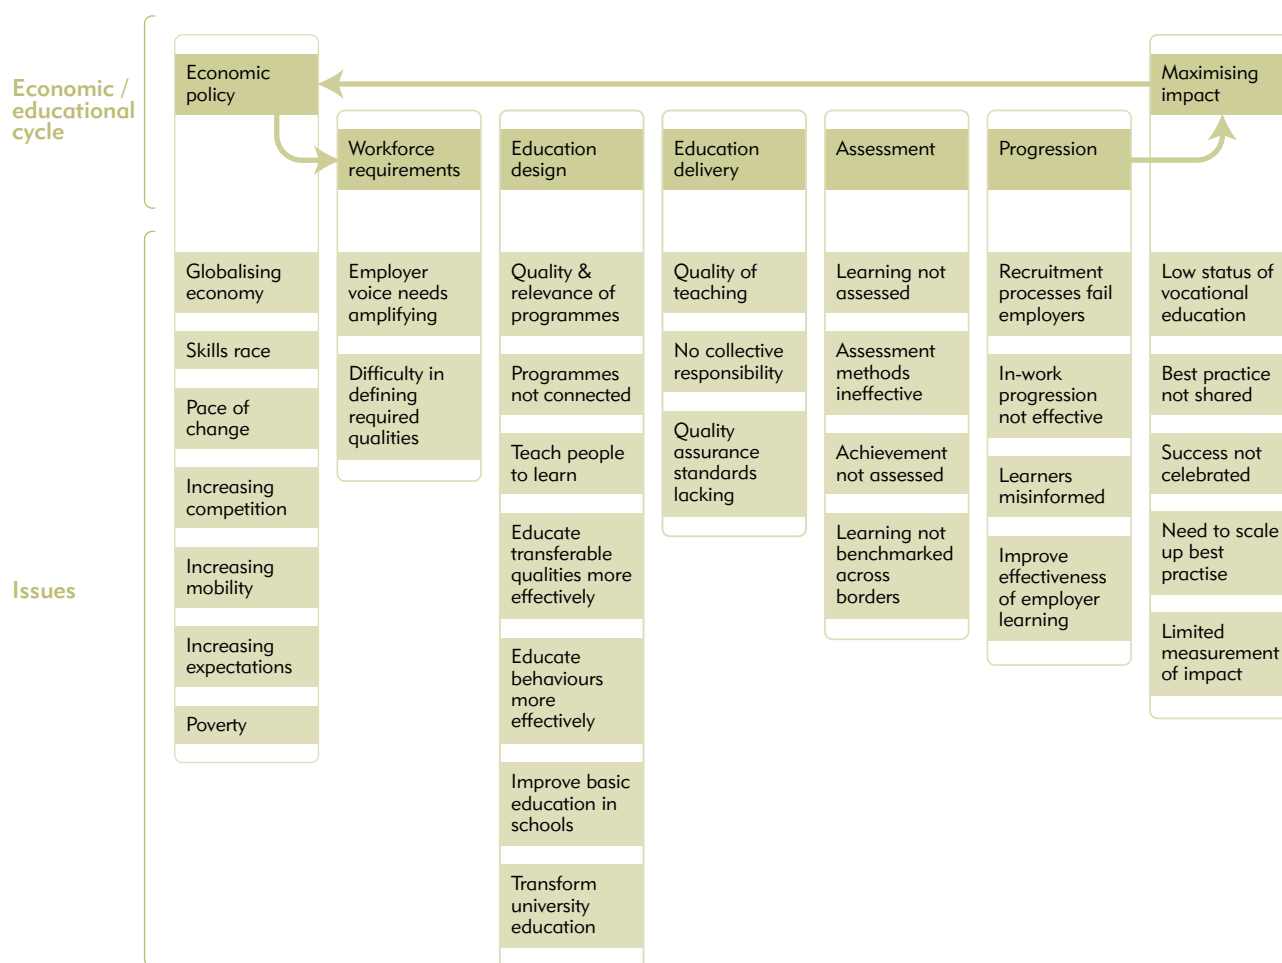 Economic /
educational
cycle
Economic
policy
Maximising
impact
Workforce
requirements
Education
design
Education
delivery
Assessment
Progression
Issues
Globalising
economy
Skills race
Pace of
change
Increasing
competition
Increasing
mobility
Increasing
expectations
Poverty
Employer
voice needs
amplifying
Difficulty in
defining
required
qualities
Quality &
relevance of
programmes
Programmes
not connected
Teach people
to learn
Educate
transferable
qualities more
effectively
Educate
behaviours
more
effectively
Improve basic
education in
schools
Transform
university
education
Quality of
teaching
No collective
responsibility
Quality
assurance
standards
lacking
Learning not
assessed
Assessment
methods
ineffective
Achievement
not assessed
Learning not
benchmarked
across
borders
Recruitment
processes fail
employers
In-work
progression
not effective
Learners
misinformed
Improve
effectiveness
of employer
learning
Low status of
vocational
education
Best practice
not shared
Success not
celebrated
Need to scale
up best
practise
Limited
measurement
of impact